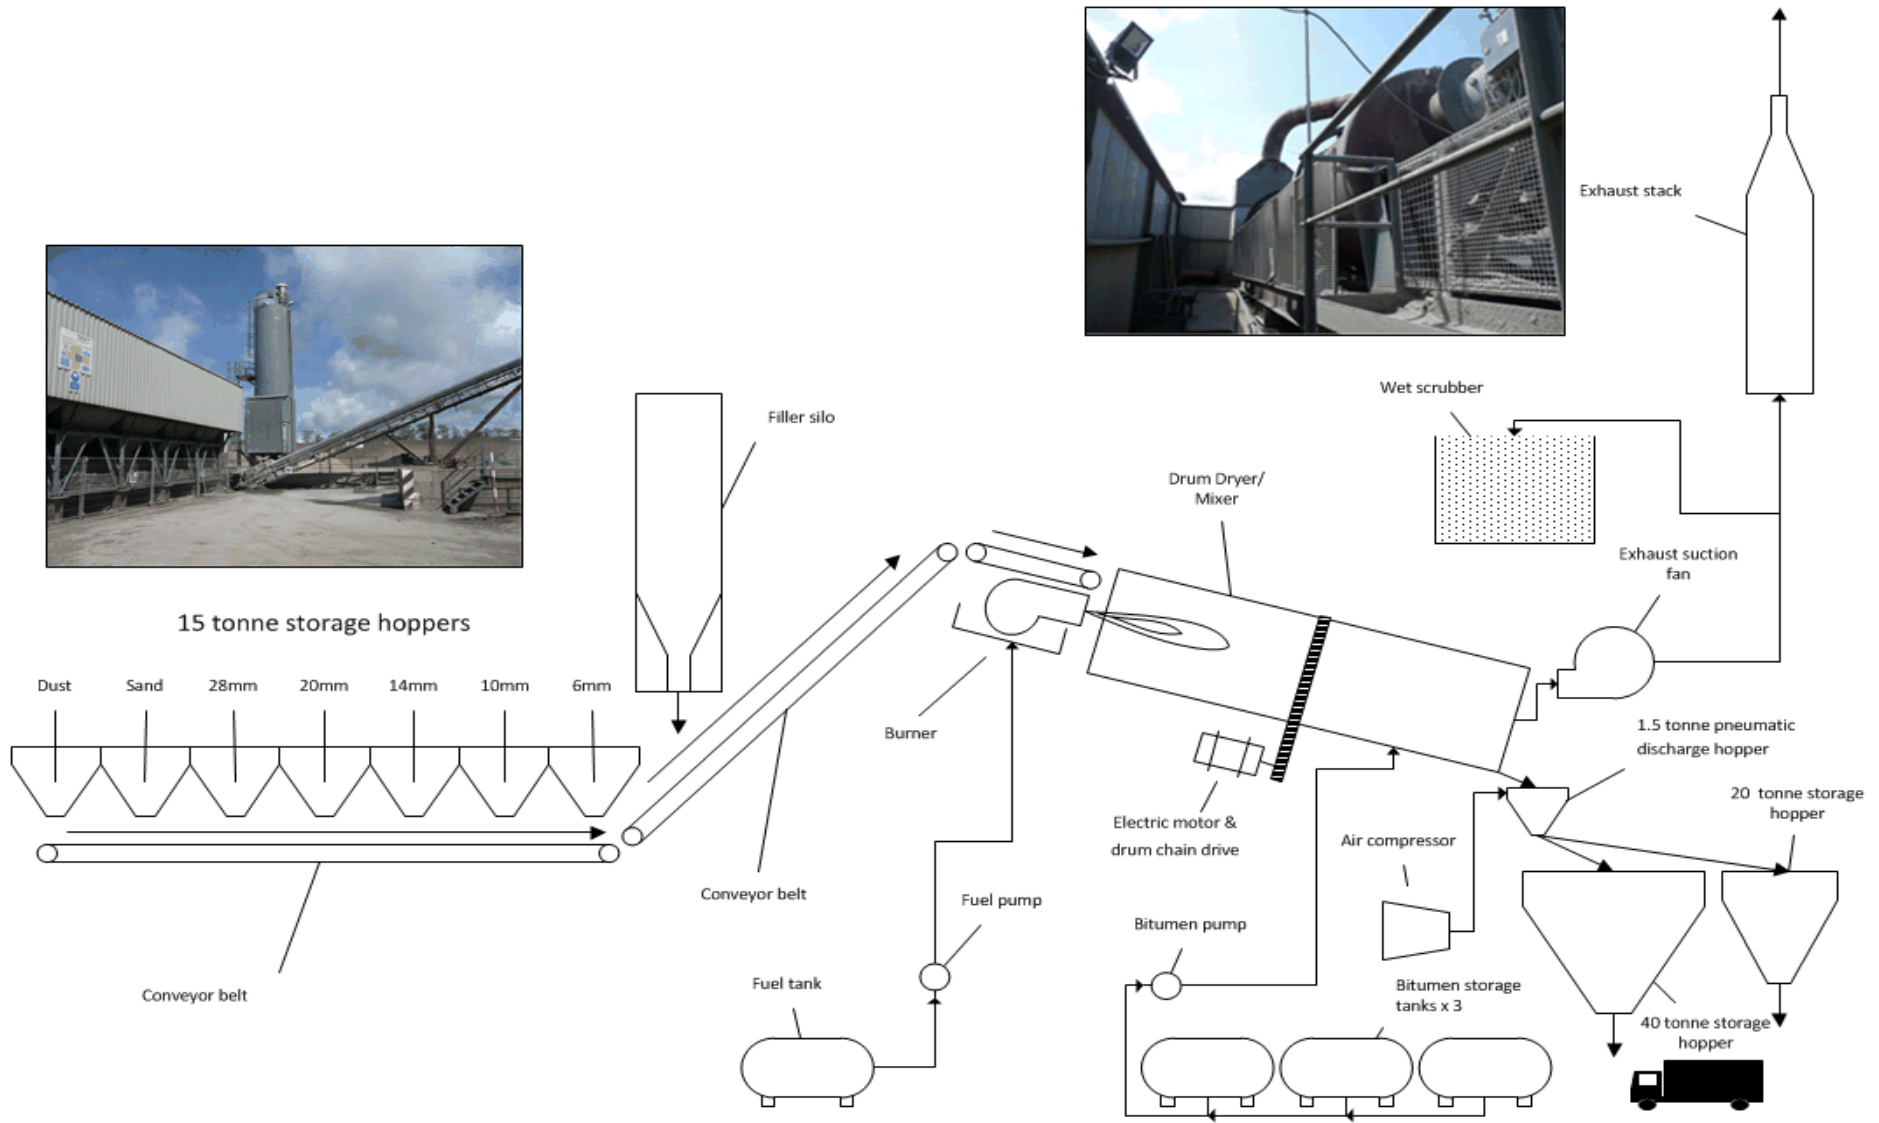 Exhaust stack
Wet scrubber
Filler silo
Drum Dryer/
Mixer
Exhaust suction
fan
15 tonne storage hoppers
Dust
Sand
28mm
20mm
14mm
10mm
6mm
Burner
1.5 tonne pneumatic
discharge hopper
20 tonne storage
hopper
Electric motor &
drum chain drive
Air compressor
Conveyor belt
Fuel pump
Bitumen pump
Conveyor belt
Fuel tank
Bitumen storage
tanks x 3
40 tonne storage
hopper